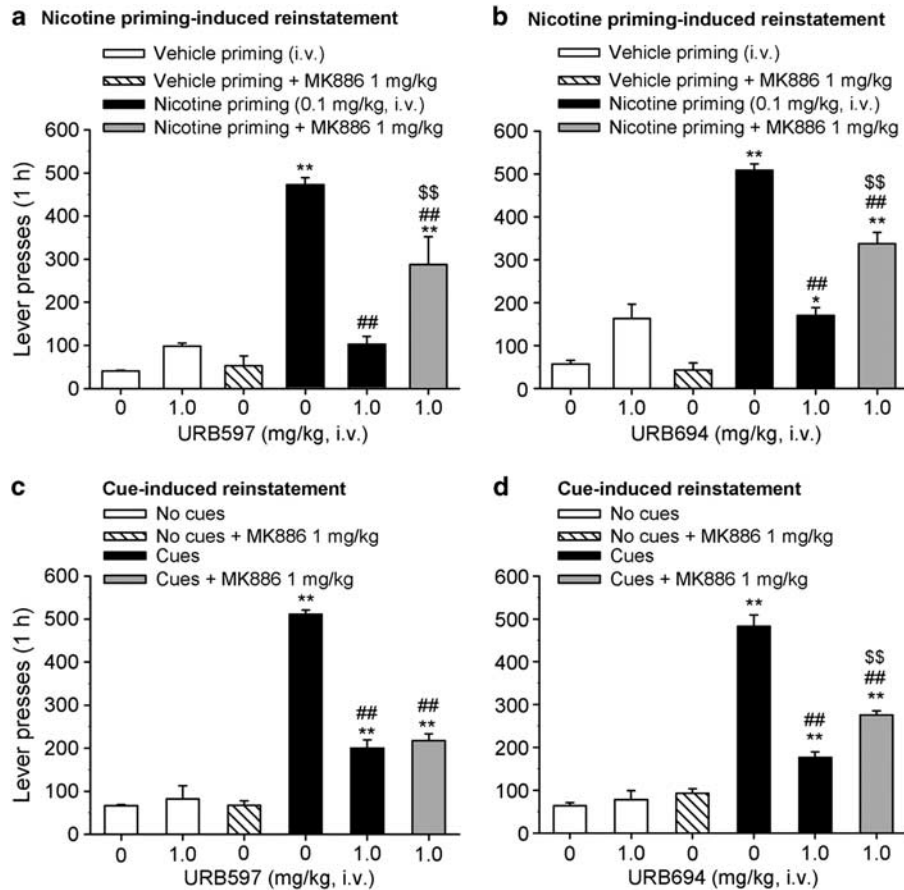 a Nicotine priming-induced reinstatement
Vehicle priming (i.v.)
Vehicle priming + MK886 1 mg/kg
Nicotine priming (0.1 mg/kg, i.v.)
Nicotine priming + MK886 1 mg/kg
Lever presses (1 h)
600
500
400
300
200
100
0
**
##
$$
##
**
0 1.0 0 0 1.0 1.0
URB597 (mg/kg, i.v.)
b Nicotine priming-induced reinstatement
Vehicle priming (i.v.)
Vehicle priming + MK886 1 mg/kg
Nicotine priming (0.1 mg/kg, i.v.)
Nicotine priming + MK886 1 mg/kg
600
500
400
300
200
100
0
**
##
*
$$
##
**
0 1.0 0 0 1.0 1.0
URB694 (mg/kg, i.v.)
c Cue-induced reinstatement
No cues
No cues + MK886 1 mg/kg
Cues
Cues + MK886 1 mg/kg
Lever presses (1 h)
600
500
400
300
200
100
0
**
##
**
##
**
0 1.0 0 0 1.0 1.0
URB597 (mg/kg, i.v.)
d Cue-induced reinstatement
No cues
No cues + MK886 1 mg/kg
Cues
Cues + MK886 1 mg/kg
600
500
400
300
200
100
0
**
##
**
$$
##
**
0 1.0 0 0 1.0 1.0
URB694 (mg/kg, i.v.)